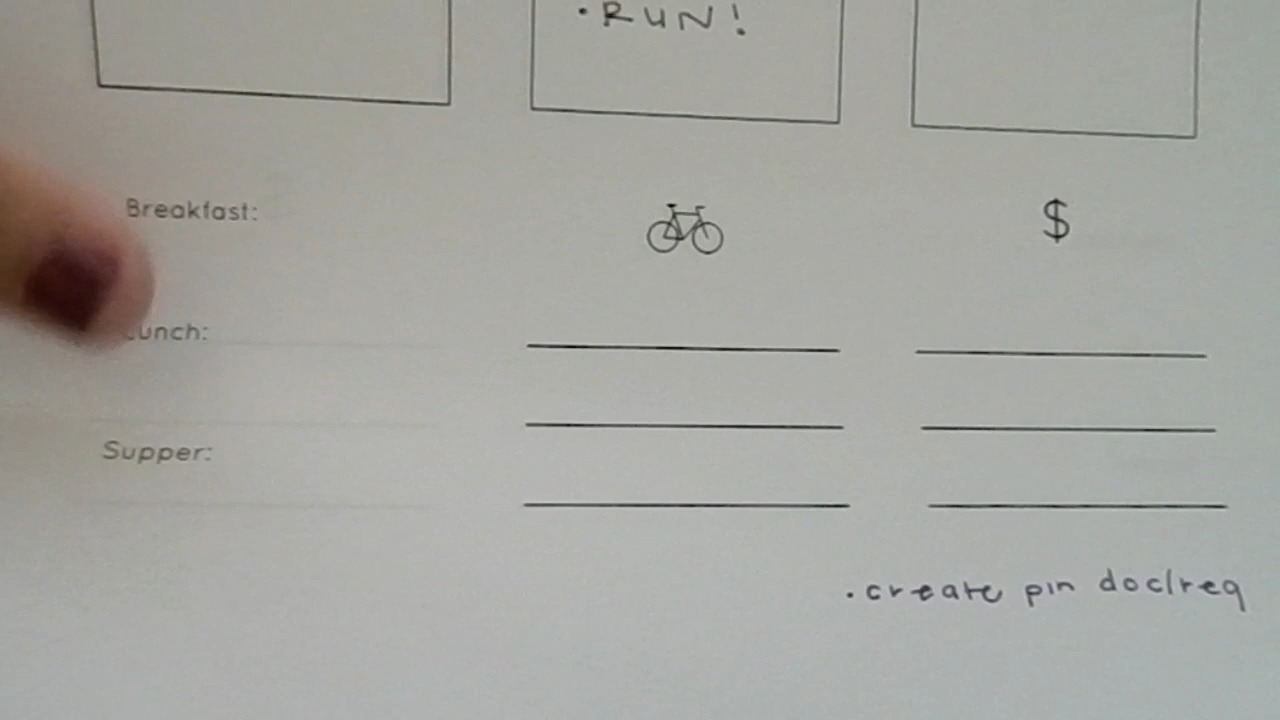 • RUN!
Breakfast:
$
Lunch:
Supper:
• create pin doc/req